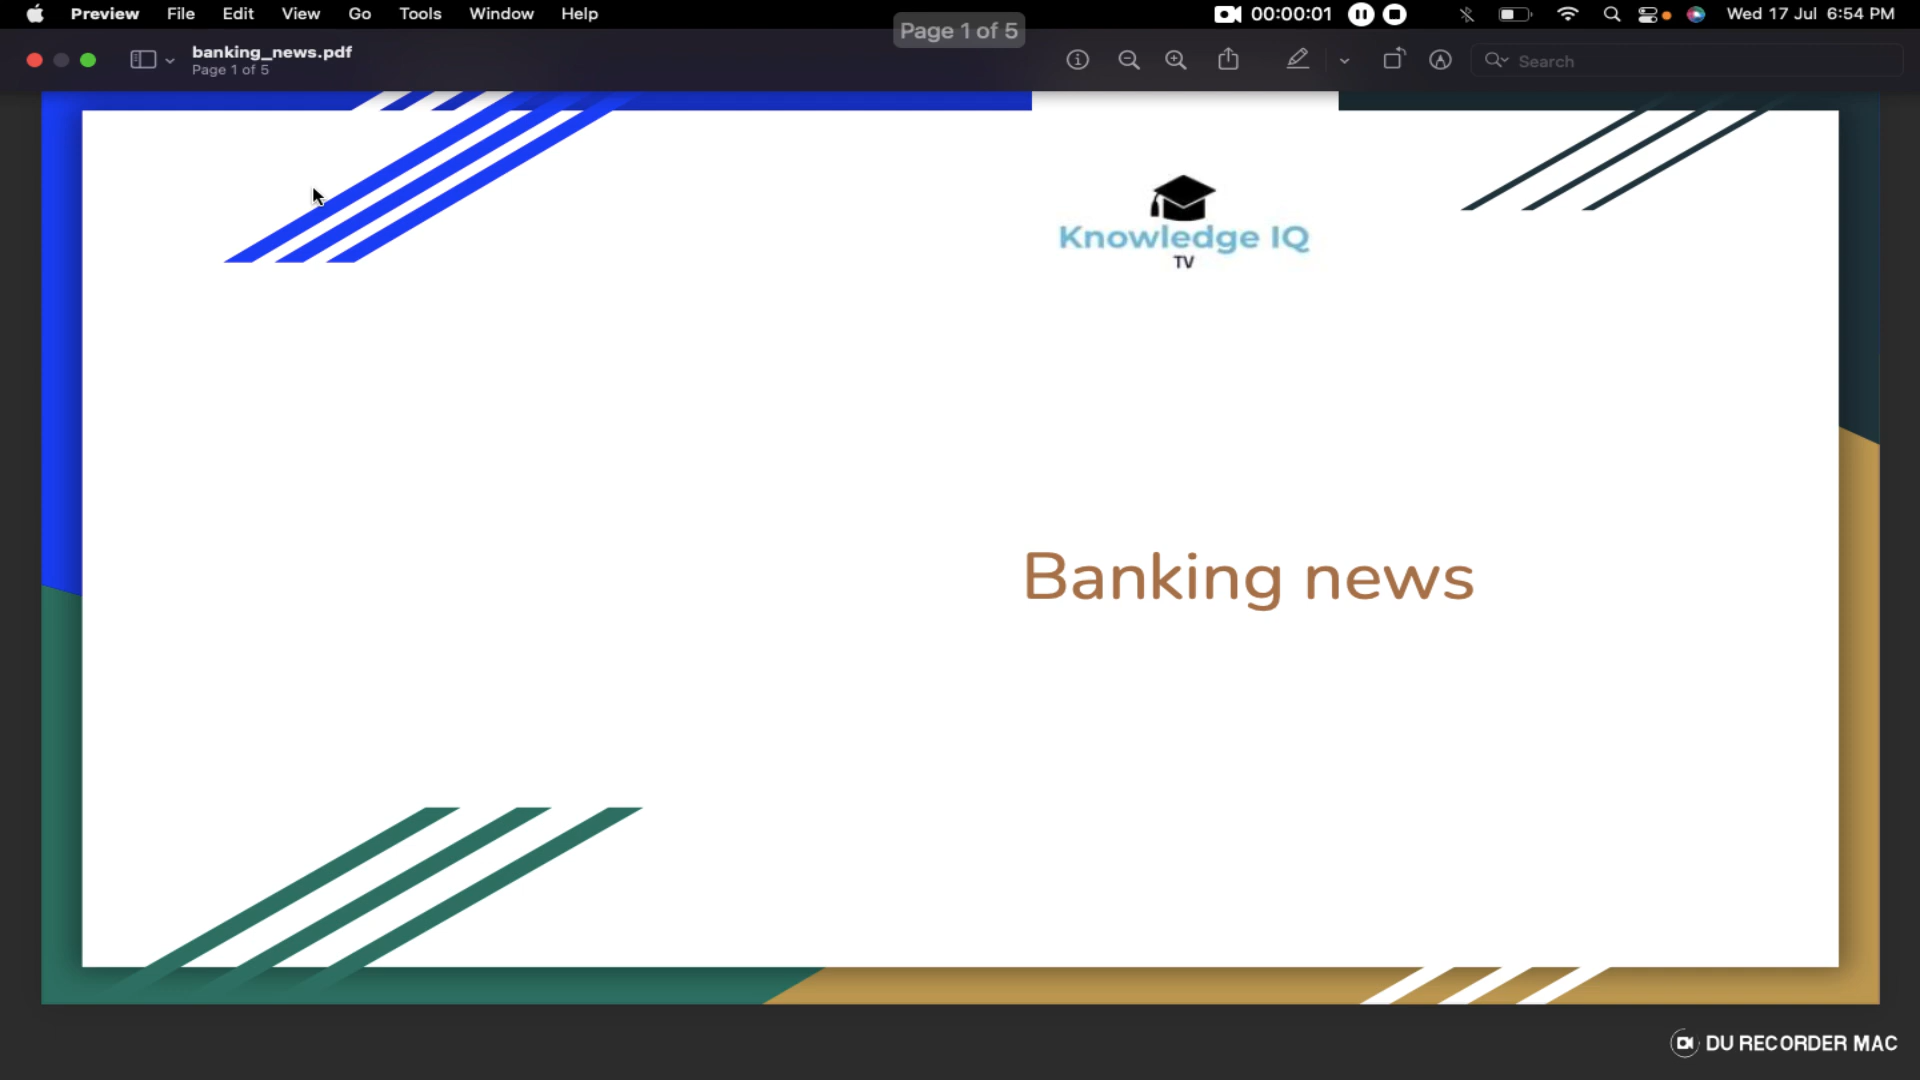 Preview File Edit View Go Tools Window Help 00:00:01 Wed 17 Jul 6:54 PM
Page 1 of 5
banking_news.pdf
Page 1 of 5
Search
Knowledge IQ
TV
Banking news
DU RECORDER MAC